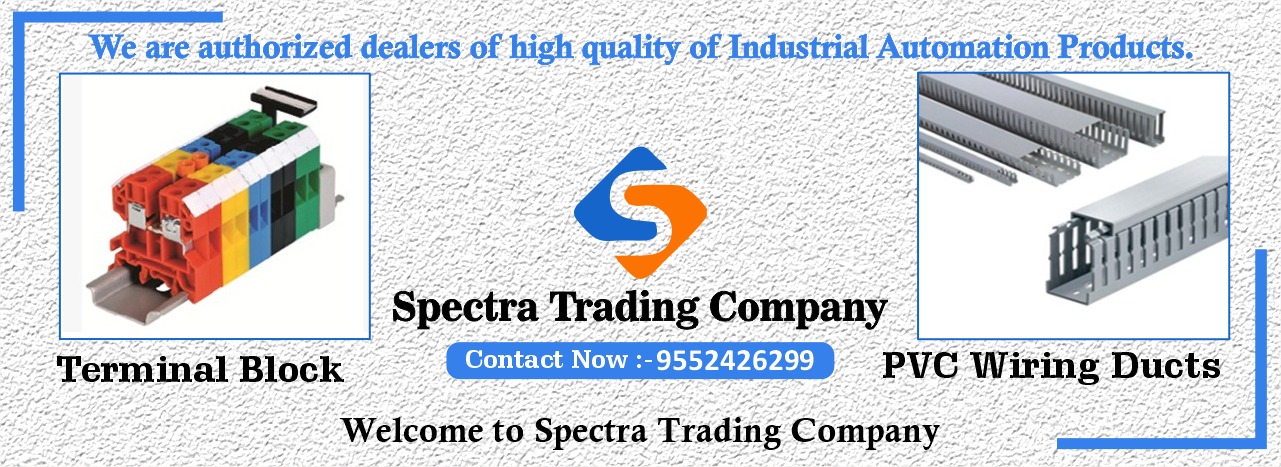 We are authorized dealers of high quality of Industrial Automation Products.
Spectra Trading Company
Contact Now :-9552426299
Terminal Block
PVC Wiring Ducts
Welcome to Spectra Trading Company